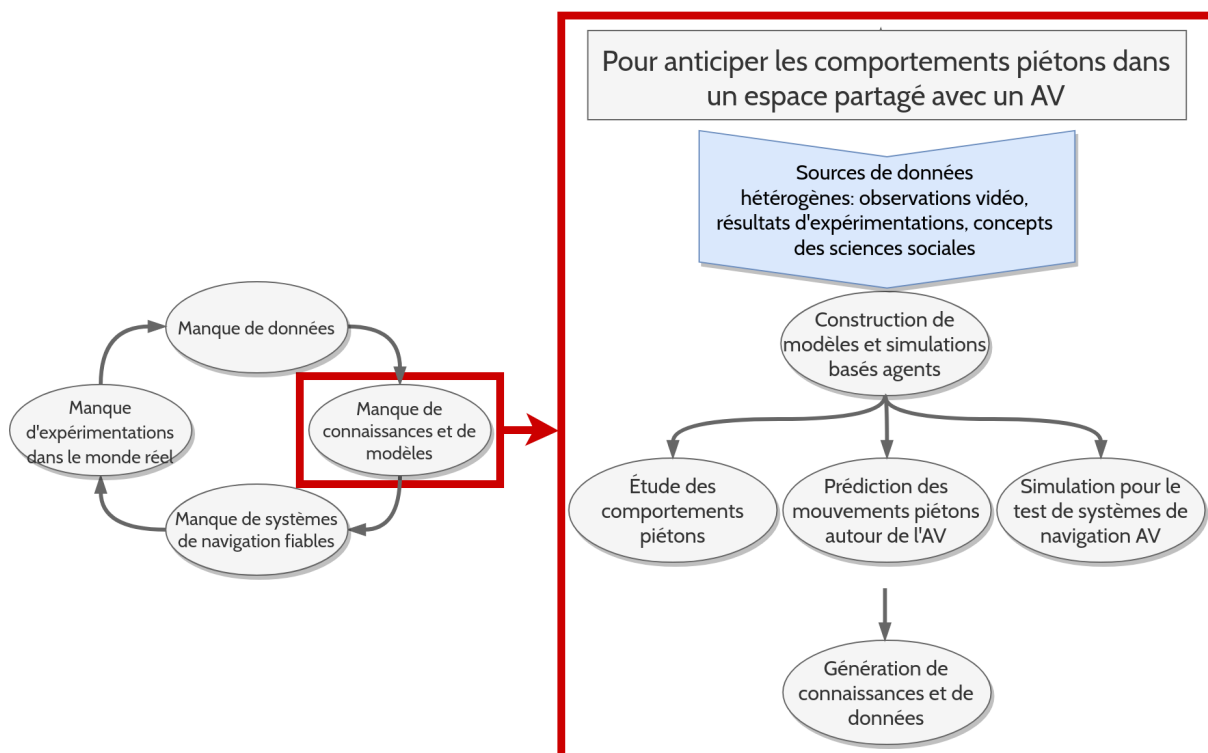 Pour anticiper les comportements piétons dans
un espace partagé avec un AV
Sources de données
hétérogènes: observations vidéo,
résultats d'expérimentations, concepts
des sciences sociales
Construction de
modèles et simulations
basés agents
Étude des
comportements
piétons
Prédiction des
mouvements piétons
autour de l'AV
Simulation pour le
test de systèmes de
navigation AV
Génération de
connaissances et de
données
Manque de données
Manque de
connaissances et de
modèles
Manque de systèmes
de navigation fiables
Manque
d'expérimentations
dans le monde réel